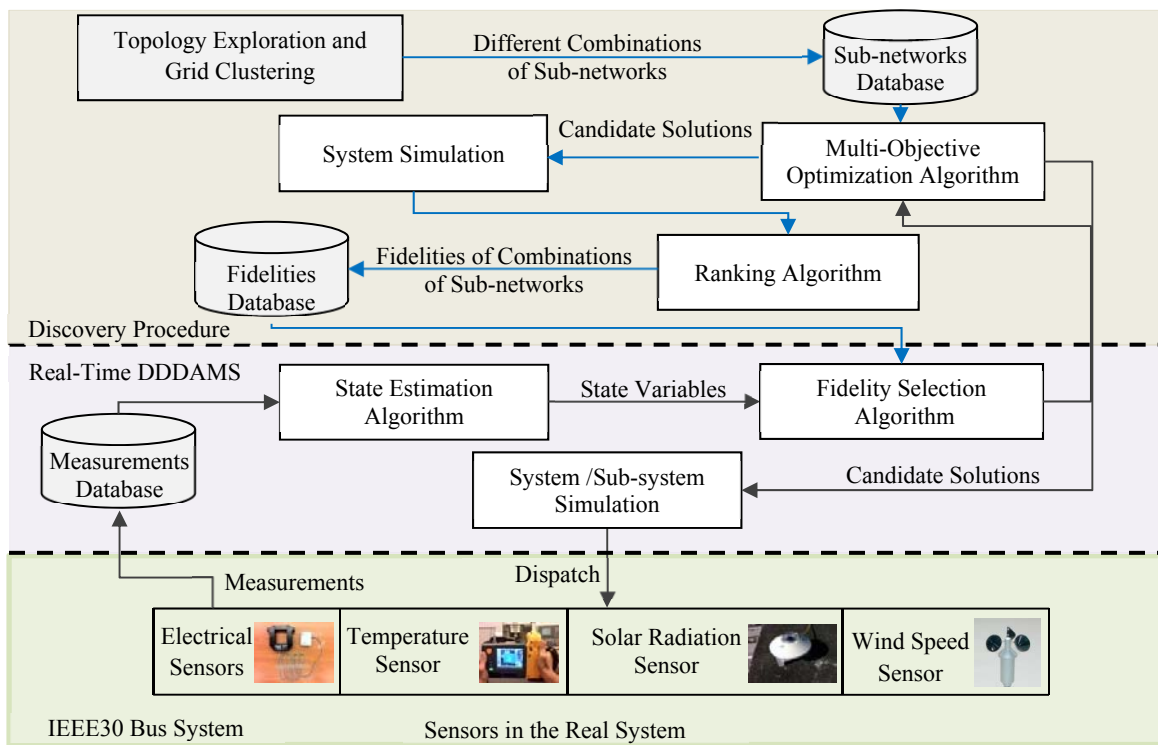 Topology Exploration and
Grid Clustering
Different Combinations
of Sub-networks
Sub-networks
Database
Candidate Solutions
System Simulation
Multi-Objective
Optimization Algorithm
Fidelities
Database
Fidelities of Combinations
of Sub-networks
Ranking Algorithm
Discovery Procedure
Real-Time DDDAMS
State Estimation
Algorithm
State Variables
Fidelity Selection
Algorithm
Measurements
Database
System /Sub-system
Simulation
Candidate Solutions
Measurements
Dispatch
Electrical
Sensors
Temperature
Sensor
Solar Radiation
Sensor
Wind Speed
Sensor
IEEE30 Bus System
Sensors in the Real System